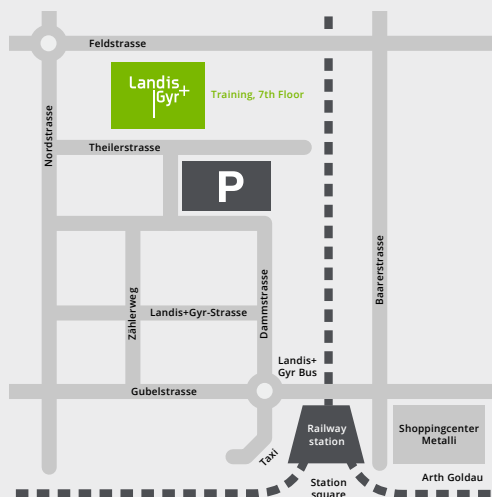 Feldstrasse
Landis
Gyr+
Training, 7th Floor
Nordstrasse
Theilerstrasse
P
Baarerstrasse
Dammstrasse
Zählerweg
Landis+Gyr-Strasse
Landis+
Gyr Bus
Gubelstrasse
Railway
station
Shoppingcenter
Metalli
Taxi
Arth Goldau
Station
square